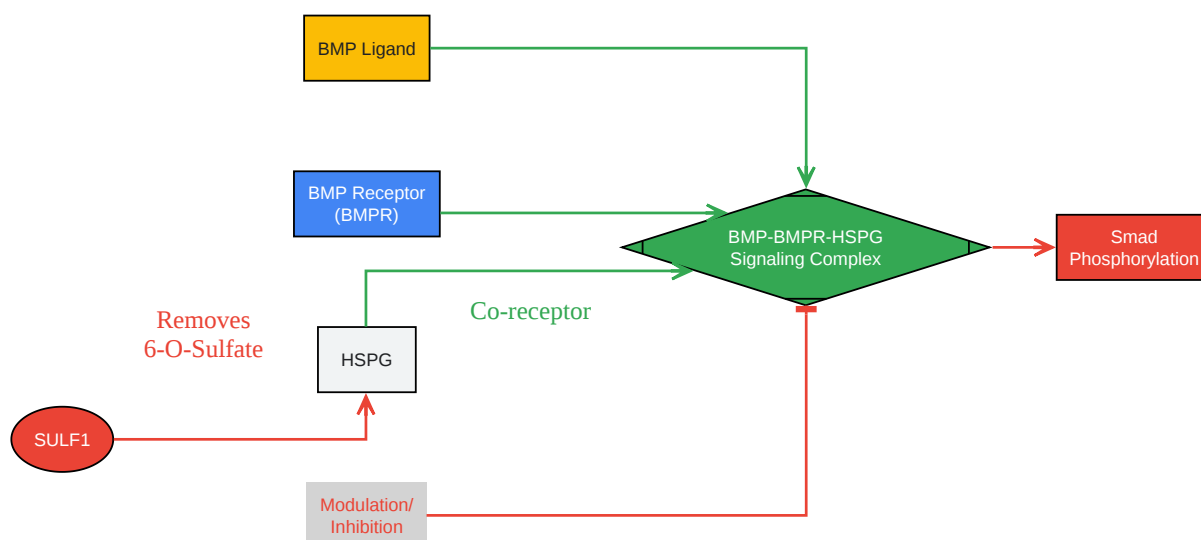 BMP Ligand
BMP Receptor
(BMPR)
BMP-BMPR-HSPG
Signaling Complex
Smad
Phosphorylation
Co-receptor
Removes
6-O-Sulfate
HSPG
SULF1
Modulation/
Inhibition